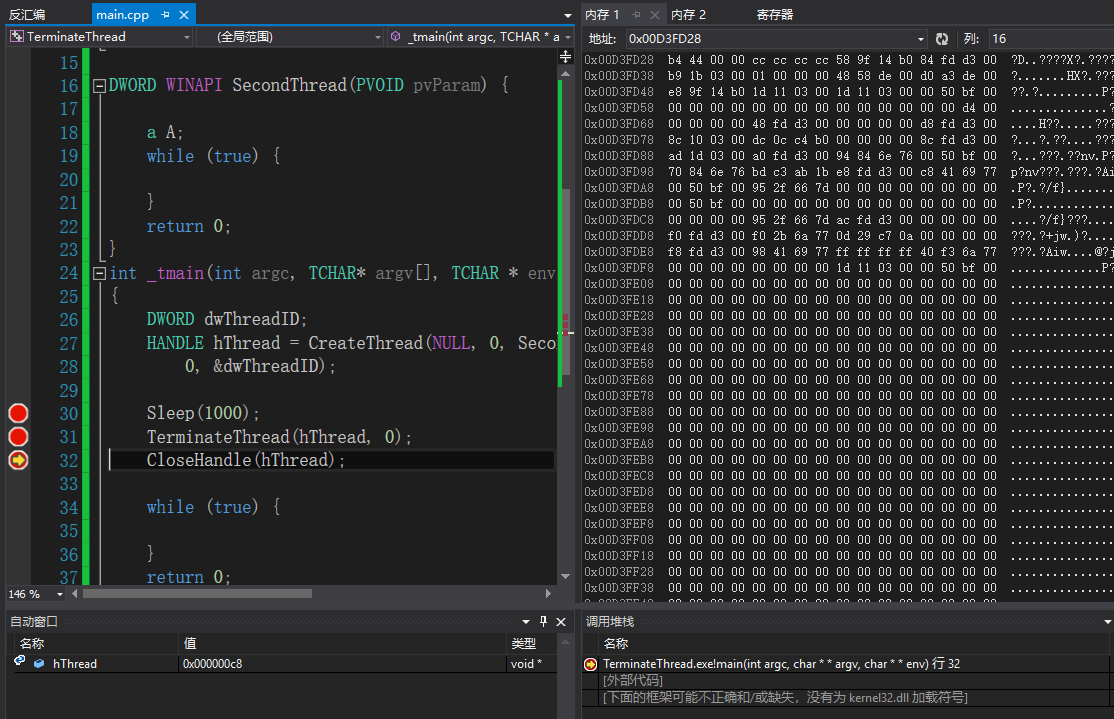 反汇编 main.cpp
TerminateThread (全局范围) _tmain(int argc, TCHAR * a
15
16 DWORD WINAPI SecondThread(PVOID pvParam) {
17
18 a A;
19 while (true) {
20
21 }
22 return 0;
23 }
24 int _tmain(int argc, TCHAR* argv[], TCHAR * env
25 {
26 DWORD dwThreadID;
27 HANDLE hThread = CreateThread(NULL, 0, Seco
28 0, &dwThreadID);
29
30 Sleep(1000);
31 TerminateThread(hThread, 0);
32 CloseHandle(hThread);
33
34 while (true) {
35
36 }
37 return 0;
146 %
自动窗口
名称 值 类型
hThread 0x000000c8 void *
内存 1 内存 2 寄存器
地址: 0x00D3FD28 列: 16
0x00D3FD28 b4 44 00 00 cc cc cc cc 58 9f 14 b0 84 fd d3 00 ?D..????X?.????
0x00D3FD38 b9 1b 03 00 01 00 00 00 48 58 de 00 d0 a3 de 00
0x00D3FD48 e8 9f 14 b0 1d 11 03 00 1d 11 03 00 00 50 bf 00
0x00D3FD58 00 00 00 00 00 00 00 00 00 00 00 00 00 00 d4 00
0x00D3FD68 00 00 00 00 48 fd d3 00 00 00 00 00 d8 fd d3 00
0x00D3FD78 8c 10 03 00 dc 0c c4 b0 00 00 00 00 8c fd d3 00
0x00D3FD88 ad 1d 03 00 a0 fd d3 00 94 84 6e 76 00 50 bf 00
0x00D3FD98 70 84 6e 76 bd c3 ab 1b e8 fd d3 00 c8 41 69 77
0x00D3FDA8 00 50 bf 00 95 2f 66 7d 00 00 00 00 00 00 00 00
0x00D3FDB8 00 50 bf 00 00 00 00 00 00 00 00 00 00 00 00 00
0x00D3FDC8 00 00 00 00 95 2f 66 7d ac fd d3 00 00 00 00 00
0x00D3FDD8 f0 fd d3 00 f0 2b 6a 77 0d 29 c7 0a 00 00 00 00
0x00D3FDE8 f8 fd d3 00 98 41 69 77 ff ff ff ff 40 f3 6a 77
0x00D3FDF8 00 00 00 00 00 00 00 00 1d 11 03 00 00 50 bf 00
0x00D3FE08 00 00 00 00 00 00 00 00 00 00 00 00 00 00 00 00 ................
0x00D3FE18 00 00 00 00 00 00 00 00 00 00 00 00 00 00 00 00 ................
0x00D3FE28 00 00 00 00 00 00 00 00 00 00 00 00 00 00 00 00 ................
0x00D3FE38 00 00 00 00 00 00 00 00 00 00 00 00 00 00 00 00 ................
0x00D3FE48 00 00 00 00 00 00 00 00 00 00 00 00 00 00 00 00 ................
0x00D3FE58 00 00 00 00 00 00 00 00 00 00 00 00 00 00 00 00 ................
0x00D3FE68 00 00 00 00 00 00 00 00 00 00 00 00 00 00 00 00 ................
0x00D3FE78 00 00 00 00 00 00 00 00 00 00 00 00 00 00 00 00 ................
0x00D3FE88 00 00 00 00 00 00 00 00 00 00 00 00 00 00 00 00 ................
0x00D3FE98 00 00 00 00 00 00 00 00 00 00 00 00 00 00 00 00 ................
0x00D3FEA8 00 00 00 00 00 00 00 00 00 00 00 00 00 00 00 00 ................
0x00D3FEB8 00 00 00 00 00 00 00 00 00 00 00 00 00 00 00 00 ................
0x00D3FEC8 00 00 00 00 00 00 00 00 00 00 00 00 00 00 00 00 ................
0x00D3FED8 00 00 00 00 00 00 00 00 00 00 00 00 00 00 00 00 ................
0x00D3FEE8 00 00 00 00 00 00 00 00 00 00 00 00 00 00 00 00 ................
0x00D3FEF8 00 00 00 00 00 00 00 00 00 00 00 00 00 00 00 00 ................
0x00D3FF08 00 00 00 00 00 00 00 00 00 00 00 00 00 00 00 00 ................
0x00D3FF18 00 00 00 00 00 00 00 00 00 00 00 00 00 00 00 00 ................
0x00D3FF28 00 00 00 00 00 00 00 00 00 00 00 00 00 00 00 00 ................
0x00D3FF38 00 00 00 00 00 00 00 00 00 00 00 00 00 00 00 00 ................
调用堆栈
名称
TerminateThread.exe!main(int argc, char * * argv, char * * env) 行 32
[外部代码]
[下面的框架可能不正确和/或缺失，没有为 kernel32.dll 加载符号]